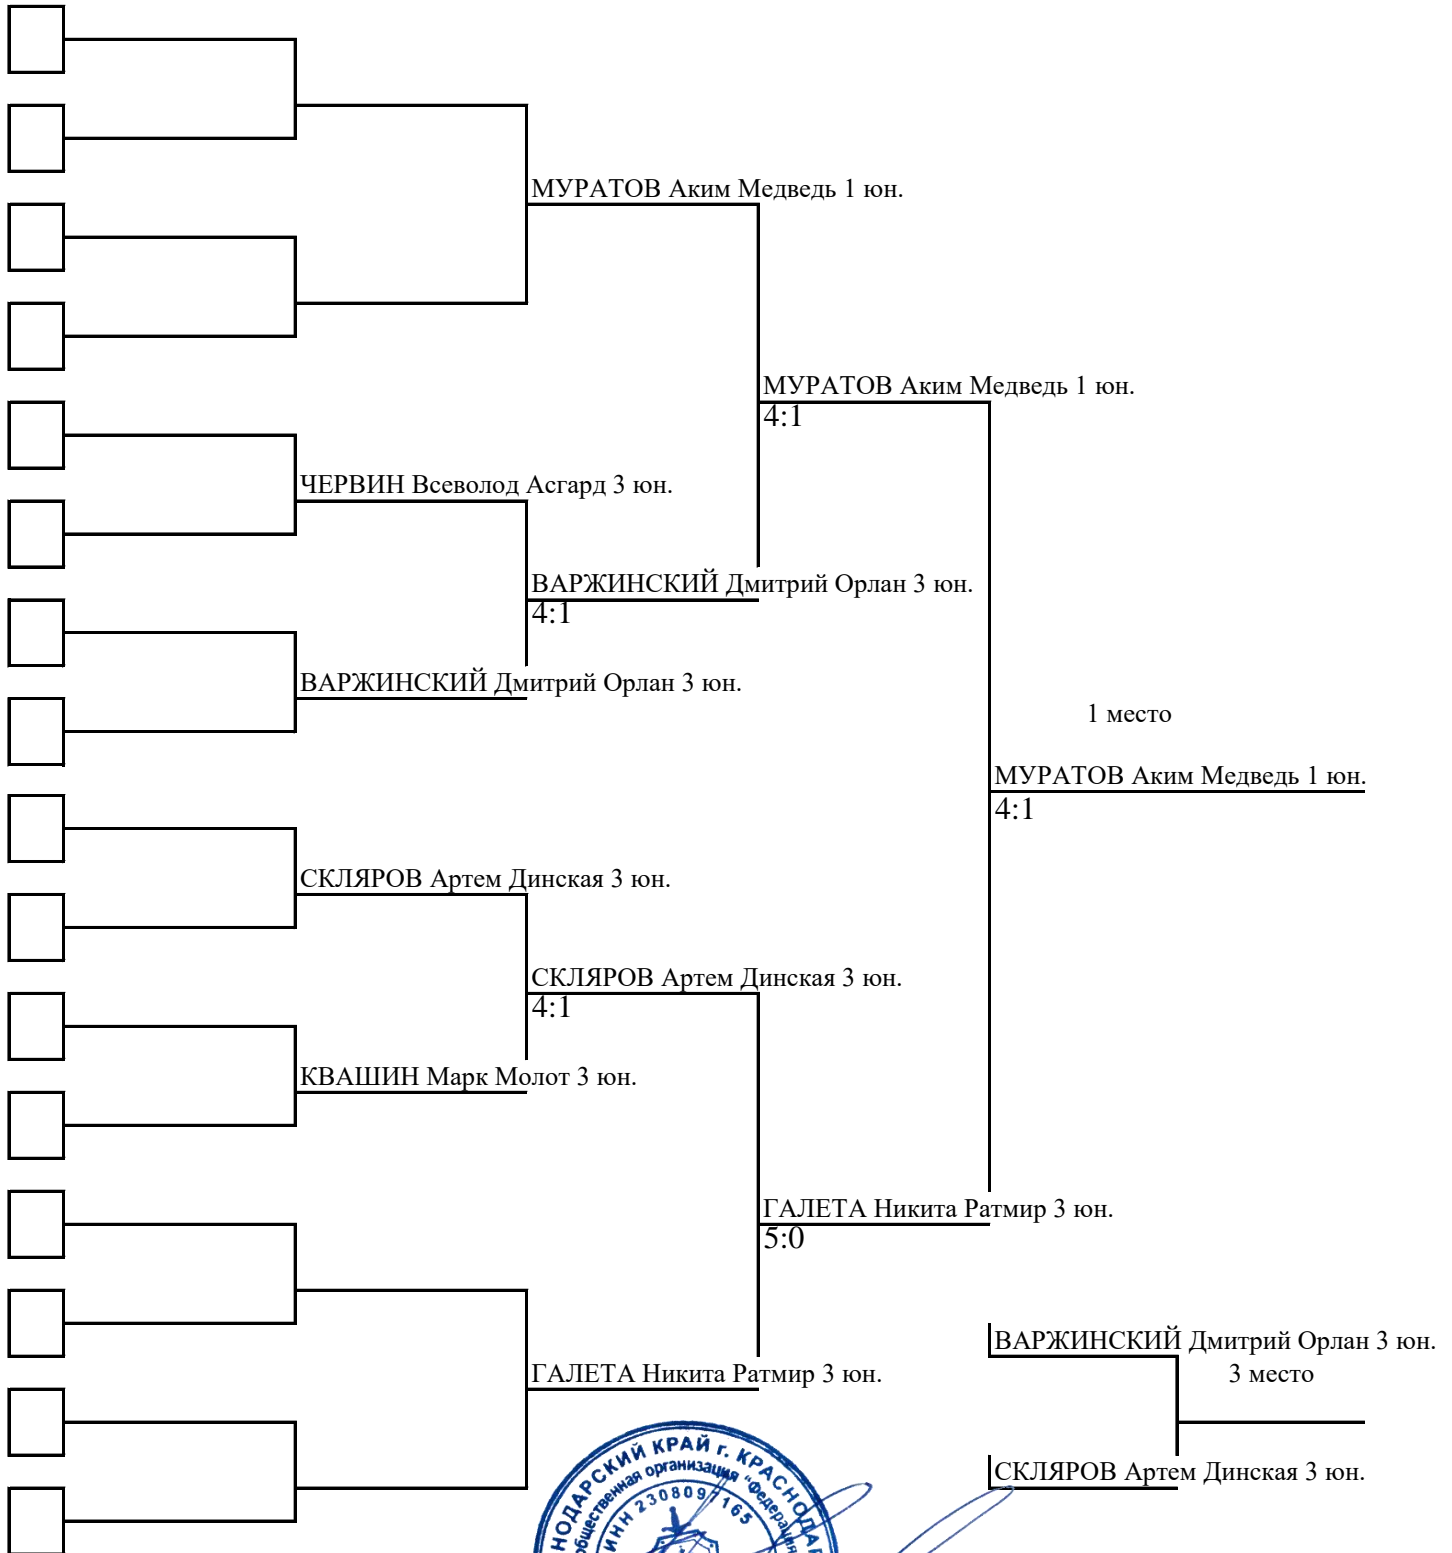 МУРАТОВ Аким Медведь 1 юн.
МУРАТОВ Аким Медведь 1 юн.
4:1
ЧЕРВИН Всеволод Асгард 3 юн.
ВАРЖИНСКИЙ Дмитрий Орлан 3 юн.
4:1
ВАРЖИНСКИЙ Дмитрий Орлан 3 юн.
1 место
МУРАТОВ Аким Медведь 1 юн.
4:1
СКЛЯРОВ Артем Динская 3 юн.
СКЛЯРОВ Артем Динская 3 юн.
4:1
КВАШИН Марк Молот 3 юн.
ГАЛЕТА Никита Ратмир 3 юн.
5:0
ВАРЖИНСКИЙ Дмитрий Орлан 3 юн.
3 место
ГАЛЕТА Никита Ратмир 3 юн.
СКЛЯРОВ Артем Динская 3 юн.
КРАЙ г.
организация
ИНН 2308097165